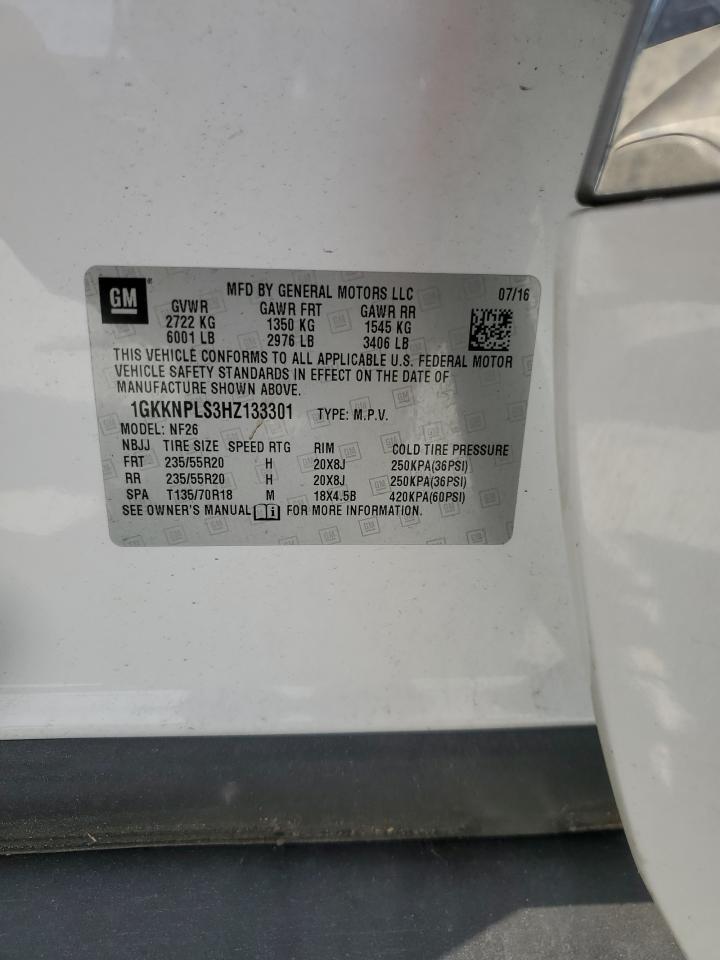 GM
MFD BY GENERAL MOTORS LLC 07/16
GVWR GAWR FRT GAWR RR
2722 KG 1350 KG 1545 KG
6001 LB 2976 LB 3406 LB
THIS VEHICLE CONFORMS TO ALL APPLICABLE U.S. FEDERAL MOTOR
VEHICLE SAFETY STANDARDS IN EFFECT ON THE DATE OF
MANUFACTURE SHOWN ABOVE.
1GKKNPLS3HZ133301 TYPE: M.P.V.
MODEL: NF26
NBJJ TIRE SIZE SPEED RTG RIM COLD TIRE PRESSURE
FRT 235/55R20 H 20X8J 250KPA(36PSI)
RR 235/55R20 H 20X8J 250KPA(36PSI)
SPA T135/70R18 M 18X4.5B 420KPA(60PSI)
SEE OWNER'S MANUAL i FOR MORE INFORMATION.